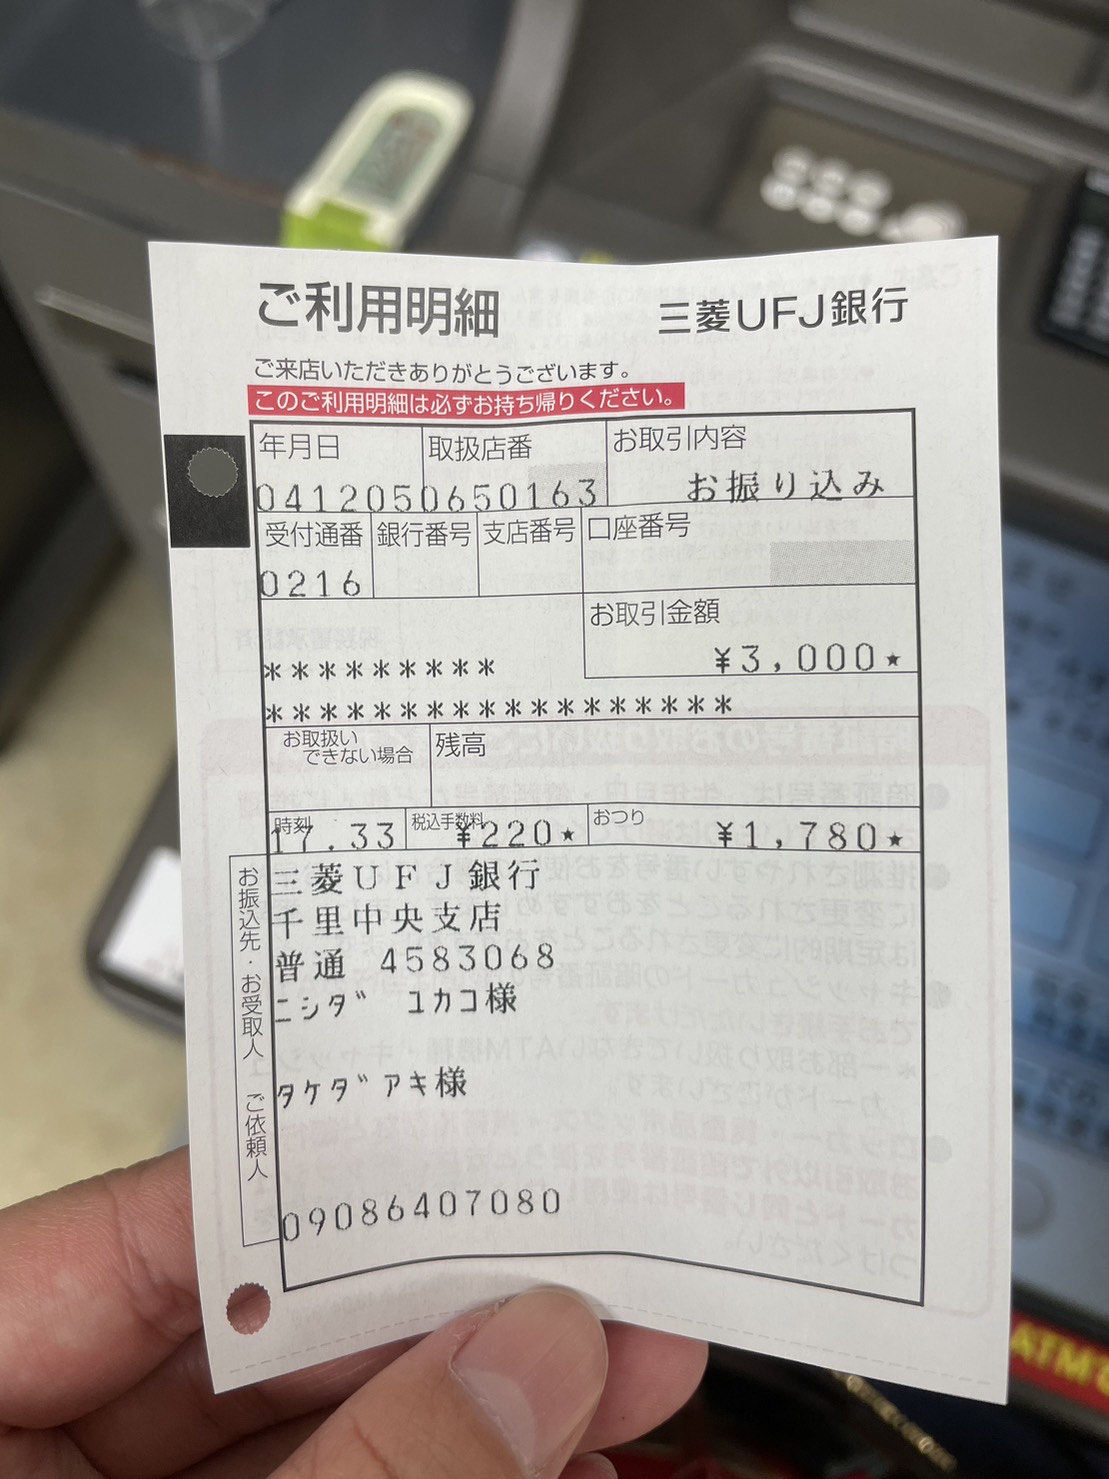 ご利用明細 三菱UFJ銀行
ご来店いただきありがとうございます。
このご利用明細は必ずお持ち帰りください。
年月日 取扱店番 お取引内容
0412050650163 お振り込み
受付通番 銀行番号 支店番号 口座番号
0216
お取引金額
¥3,000★
*********
******************
お取扱いできない場合 残高
時刻 税込手数料 おつり
17.33 ¥220★ ¥1,780★
お振込先・お受取人 ご依頼人
三菱UFJ銀行
千里中央支店
普通 4583068
ニシダ ユカコ様
タケダアキ様
09086407080
ATM